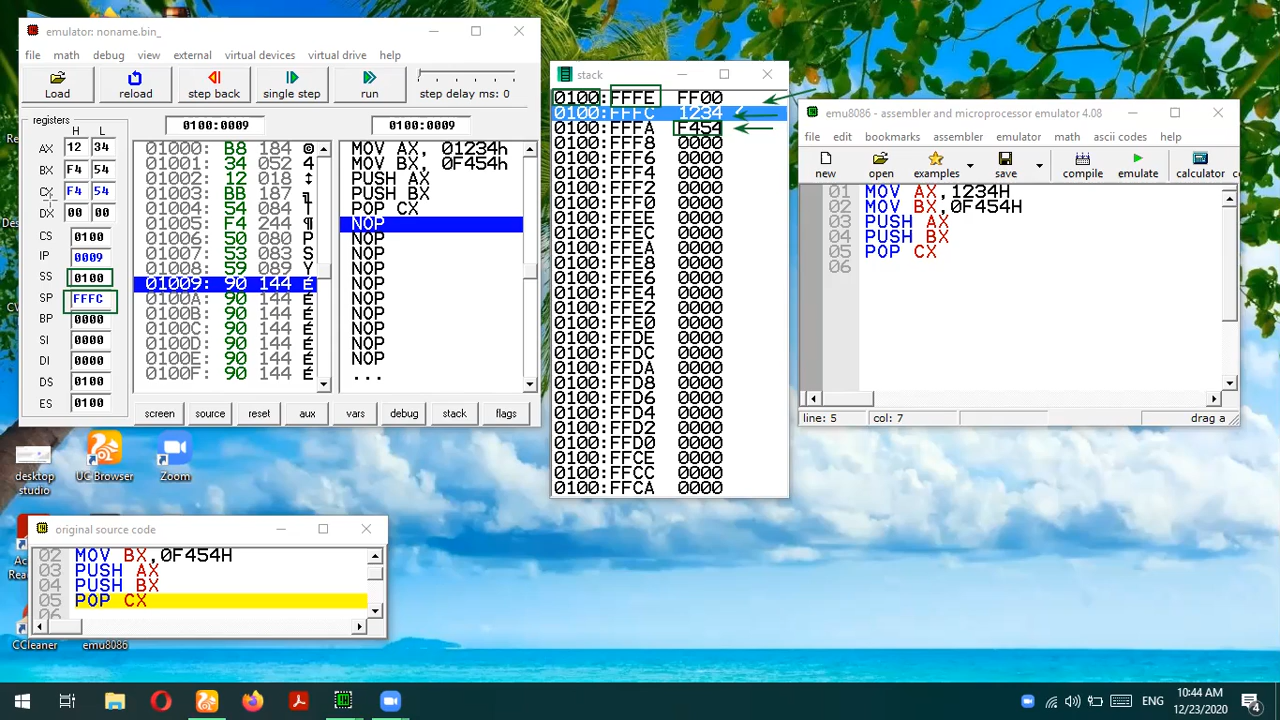 emulator: noname.bin_
file math debug view external virtual devices virtual drive help
Load reload step back single step run step delay ms: 0
registers
H L
AX 12 34
BX F4 54
CX F4 54
DX 00 00
CS 0100
IP 0009
SS 0100
SP FFFC
BP 0000
SI 0000
DI 0000
DS 0100
ES 0100
0100:0009 0100:0009
01000: B8 184
01001: 34 052 4
01002: 12 018 ↕
01003: BB 187 ╗
01004: 54 084 T
01005: F4 244 ¶
01006: 50 080 P
01007: 53 083 S
01008: 59 089 Y
01009: 90 144 É
0100A: 90 144 É
0100B: 90 144 É
0100C: 90 144 É
0100D: 90 144 É
0100E: 90 144 É
0100F: 90 144 É
MOV AX, 01234h
MOV BX, 0F454h
PUSH AX
PUSH BX
POP CX
NOP
NOP
NOP
NOP
NOP
NOP
NOP
NOP
NOP
NOP
...
screen source reset aux vars debug stack flags
stack
0100:FFFE FF00
0100:FFFC 1234
0100:FFFA F454
0100:FFF8 0000
0100:FFF6 0000
0100:FFF4 0000
0100:FFF2 0000
0100:FFF0 0000
0100:FFEE 0000
0100:FFEC 0000
0100:FFEA 0000
0100:FFE8 0000
0100:FFE6 0000
0100:FFE4 0000
0100:FFE2 0000
0100:FFE0 0000
0100:FFDE 0000
0100:FFDC 0000
0100:FFDA 0000
0100:FFD8 0000
0100:FFD6 0000
0100:FFD4 0000
0100:FFD2 0000
0100:FFD0 0000
0100:FFCE 0000
0100:FFCC 0000
0100:FFCA 0000
emu8086 - assembler and microprocessor emulator 4.08
file edit bookmarks assembler emulator math ascii codes help
new open examples save compile emulate calculator
01 MOV AX,1234H
02 MOV BX,0F454H
03 PUSH AX
04 PUSH BX
05 POP CX
06
line: 5 col: 7 drag a
desktop studio
UC Browser
Zoom
original source code
02 MOV BX,0F454H
03 PUSH AX
04 PUSH BX
05 POP CX
06
CCleaner
emu8086
ENG
10:44 AM
12/23/2020
4